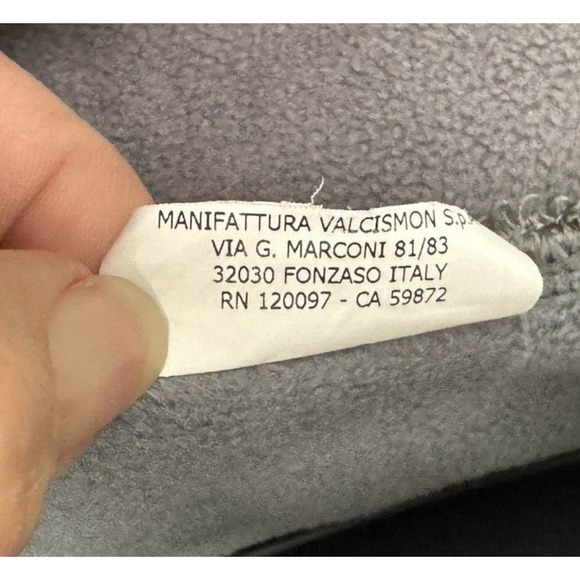 MANIFATTURA VALCISMON S.p.A
VIA G. MARCONI 81/83
32030 FONZASO ITALY
RN 120097 - CA 59872